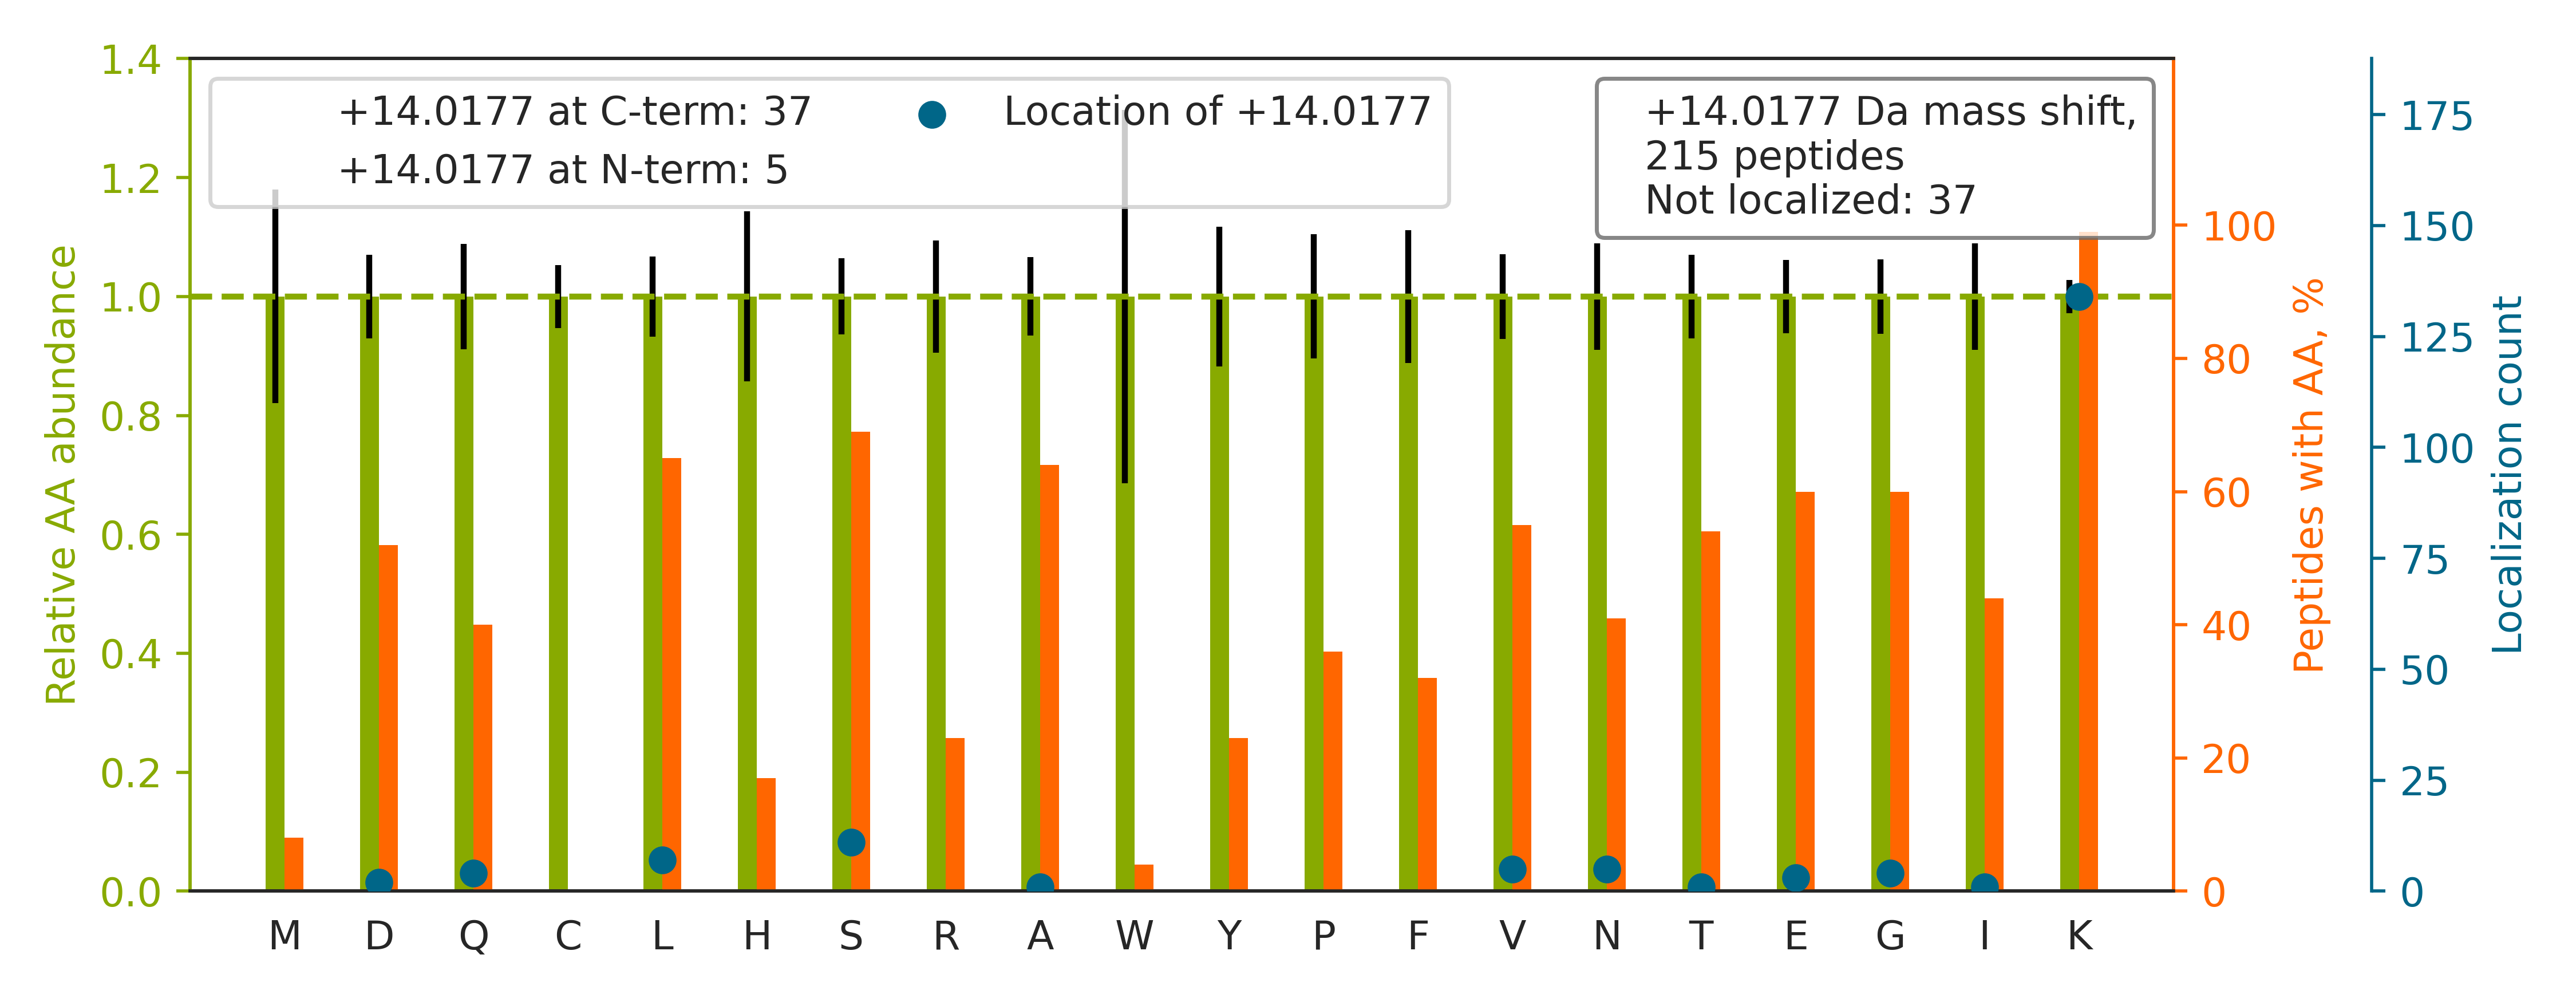 +14.0177 at C-term: 37
+14.0177 at N-term: 5
Location of +14.0177
+14.0177 Da mass shift,
215 peptides
Not localized: 37
Relative AA abundance
1.4
1.2
1.0
0.8
0.6
0.4
0.2
0.0
M D Q C L H S R A W Y P F V N T E G I K
100
80
60
40
20
0
Peptides with AA, %
175
150
125
100
75
50
25
0
Localization count